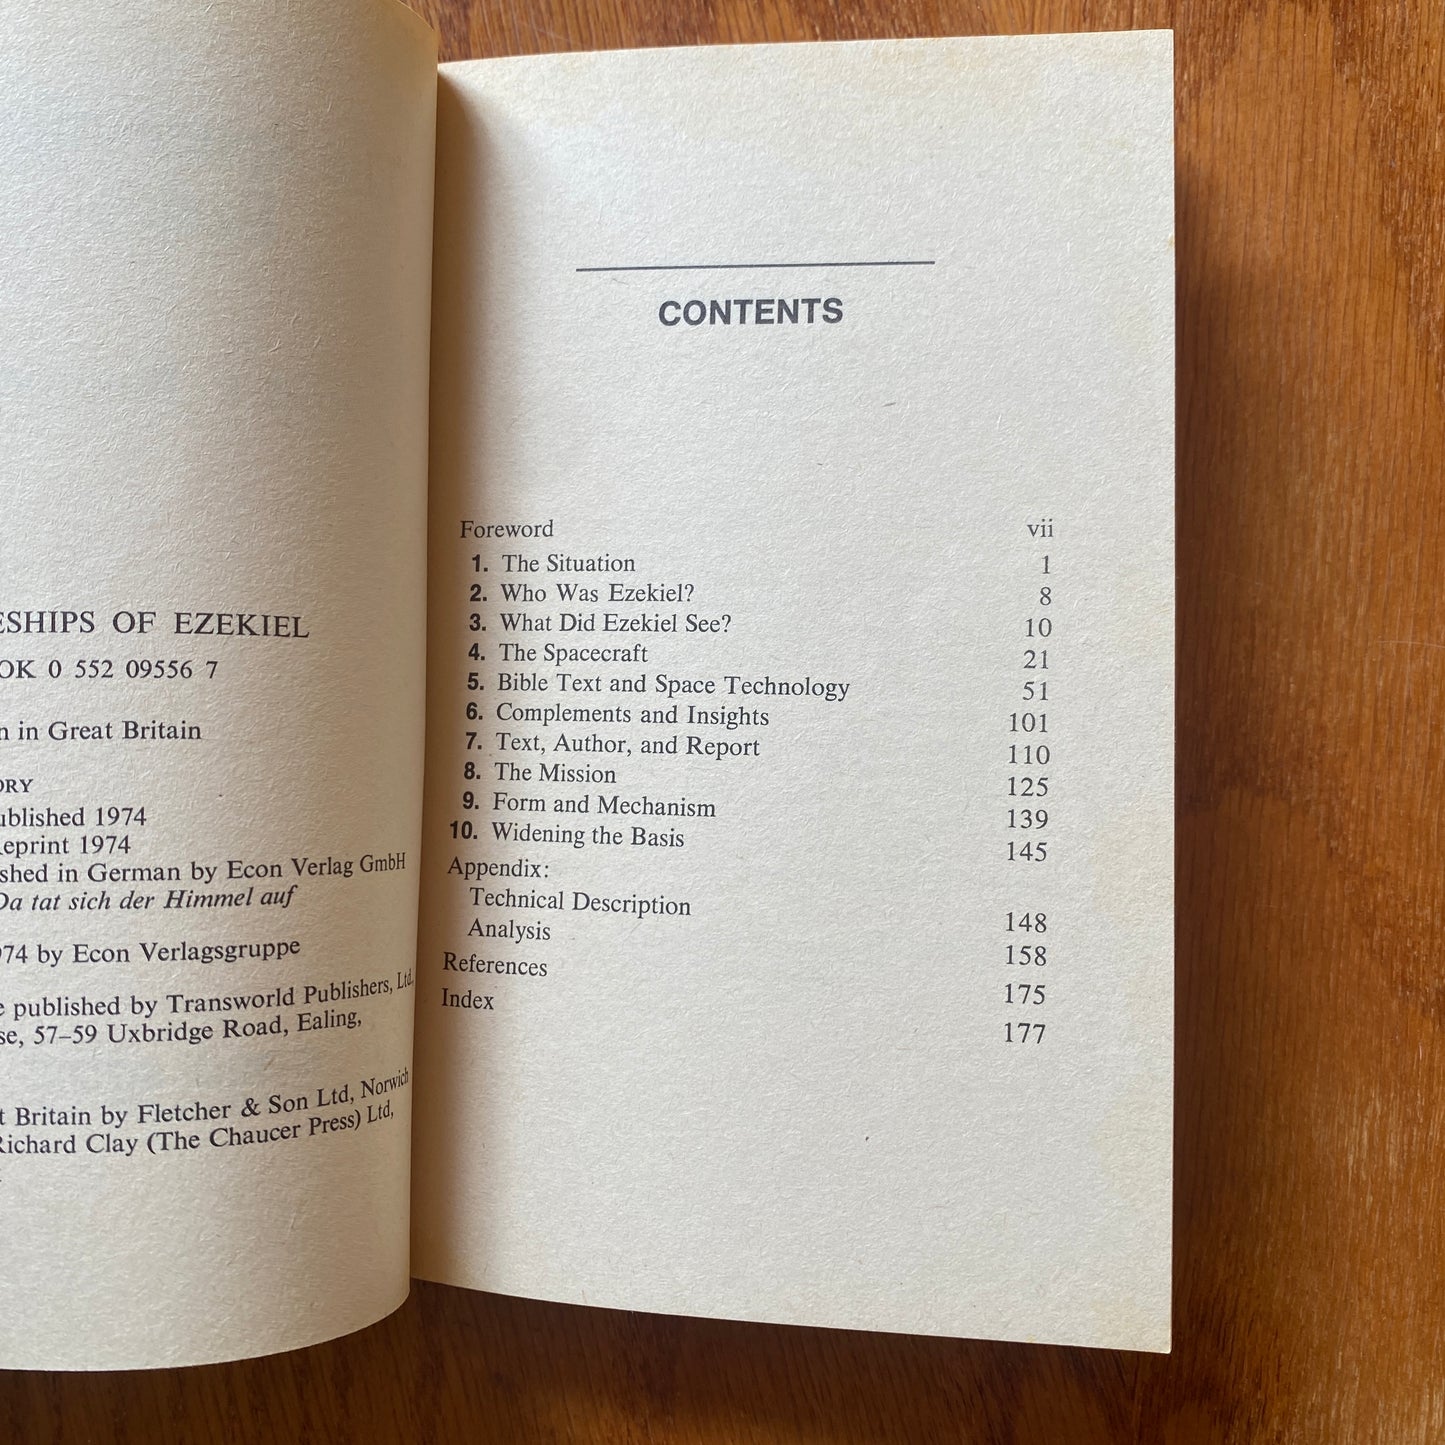 ESHIPS OF EZEKIEL
OK 0 552 09556 7
n in Great Britain
ORY
ublished 1974
eprint 1974
shed in German by Econ Verlag GmbH
Da tat sich der Himmel auf
974 by Econ Verlagsgruppe
e published by Transworld Publishers, Ltd,
se, 57–59 Uxbridge Road, Ealing,
t Britain by Fletcher & Son Ltd, Norwich
Richard Clay (The Chaucer Press) Ltd,
CONTENTS
Foreword vii
1. The Situation 1
2. Who Was Ezekiel? 8
3. What Did Ezekiel See? 10
4. The Spacecraft 21
5. Bible Text and Space Technology 51
6. Complements and Insights 101
7. Text, Author, and Report 110
8. The Mission 125
9. Form and Mechanism 139
10. Widening the Basis 145
Appendix:
Technical Description 148
Analysis 158
References 175
Index 177